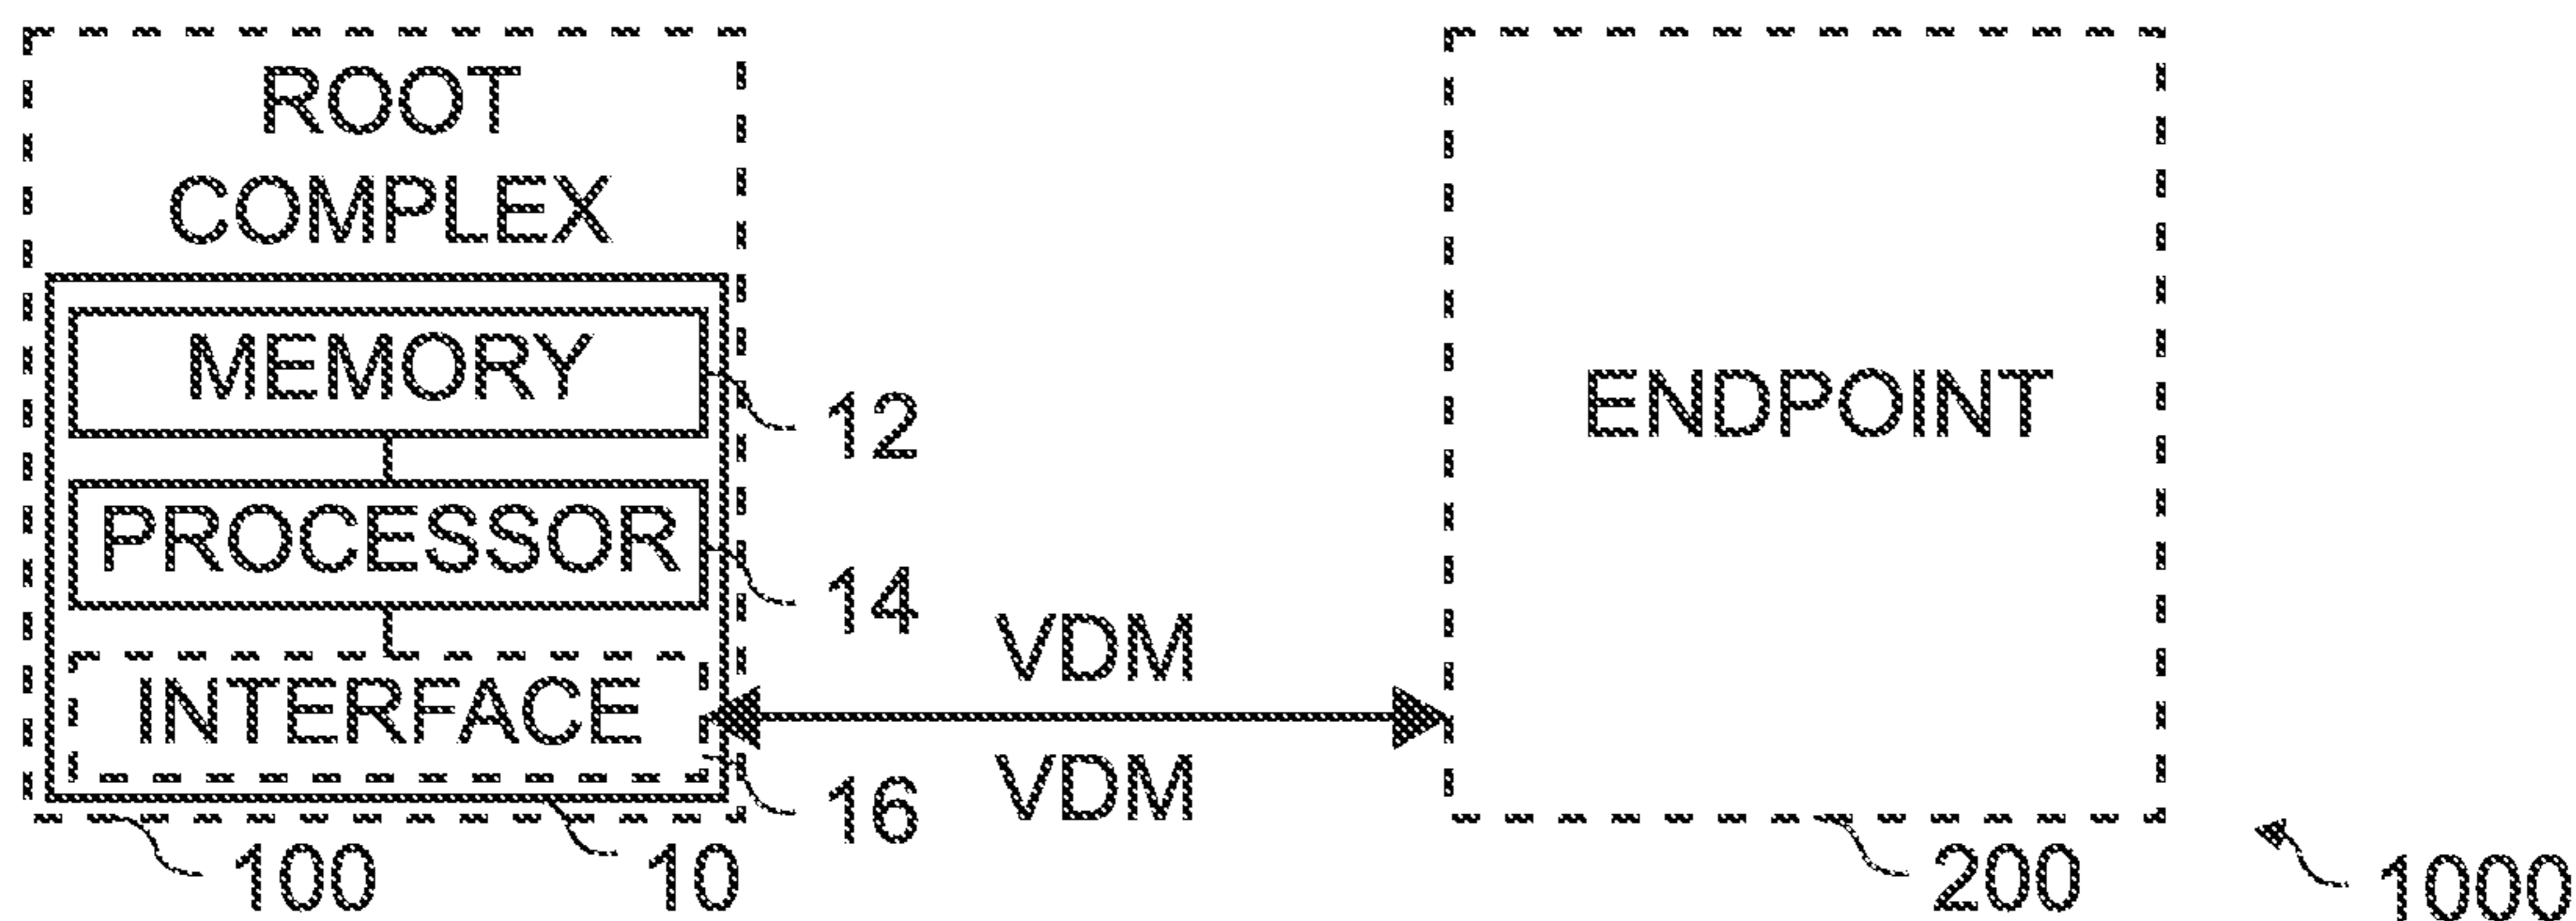 ROOT
COMPLEX
MEMORY
12
PROCESSOR
14
INTERFACE
16
VDM
VDM
ENDPOINT
100
10
200
1000